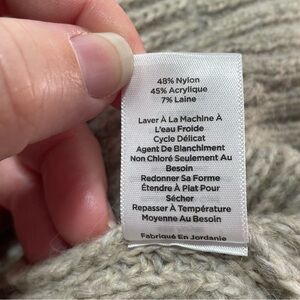 48% Nylon
45% Acrylique
7% Laine
Laver À La Machine À
L'eau Froide
Cycle Délicat
Agent De Blanchiment
Non Chloré Seulement Au
Besoin
Redonner Sa Forme
Étendre À Plat Pour
Sécher
Repasser À Température
Moyenne Au Besoin
Fabriqué En Jordanie